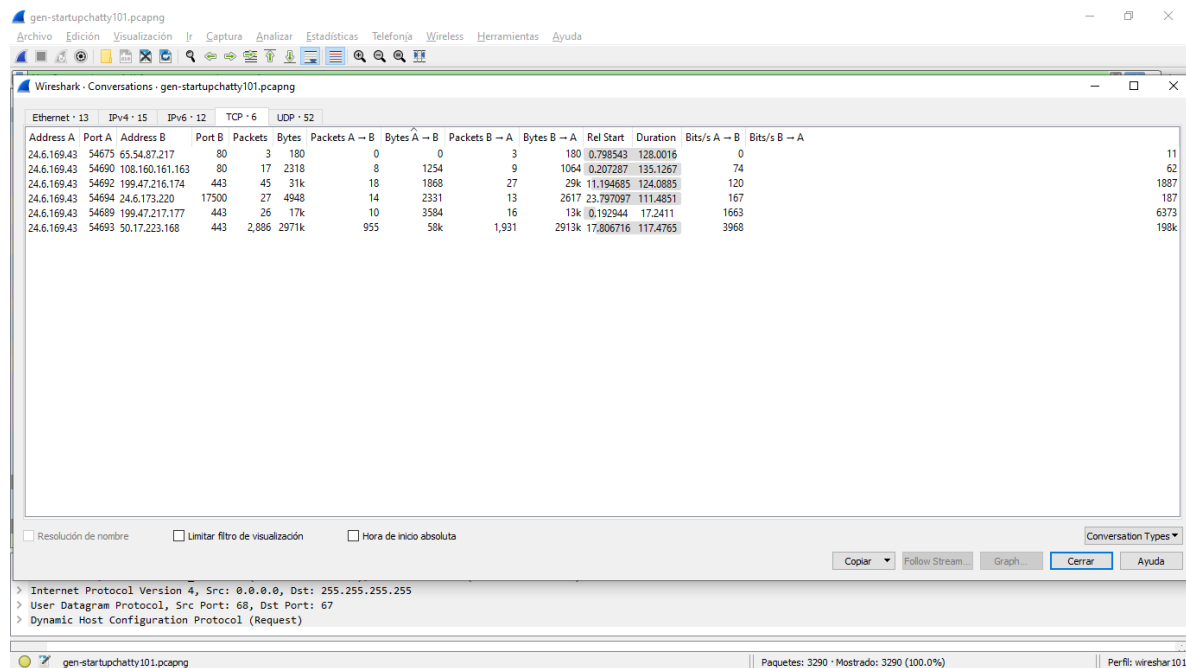 gen-startupchatty101.pcapng
Archivo Edición Visualización Ir Captura Analizar Estadísticas Telefonía Wireless Herramientas Ayuda
Wireshark · Conversations · gen-startupchatty101.pcapng
Ethernet · 13 IPv4 · 15 IPv6 · 12 TCP · 6 UDP · 52
Address A Port A Address B Port B Packets Bytes Packets A → B Bytes A → B Packets B → A Bytes B → A Rel Start Duration Bits/s A → B Bits/s B → A
24.6.169.43 54675 65.54.87.217 80 3 180 0 0 3 180 0.798543 128.0016 0 11
24.6.169.43 54690 108.160.161.163 80 17 2318 8 1254 9 1064 0.207287 135.1267 74 62
24.6.169.43 54692 199.47.216.174 443 45 31k 18 1868 27 29k 11.194685 124.0885 120 1887
24.6.169.43 54694 24.6.173.220 17500 27 4948 14 2331 13 2617 23.797097 111.4851 167 187
24.6.169.43 54689 199.47.217.177 443 26 17k 10 3584 16 13k 0.192944 17.2411 1663 6373
24.6.169.43 54693 50.17.223.168 443 2,886 2971k 955 58k 1,931 2913k 17.806716 117.4765 3968 198k
Resolución de nombre Limitar filtro de visualización Hora de inicio absoluta Conversation Types
Copiar Follow Stream... Graph... Cerrar Ayuda
> Internet Protocol Version 4, Src: 0.0.0.0, Dst: 255.255.255.255
> User Datagram Protocol, Src Port: 68, Dst Port: 67
> Dynamic Host Configuration Protocol (Request)
gen-startupchatty101.pcapng Paquetes: 3290 · Mostrado: 3290 (100.0%) Perfil: wireshar101